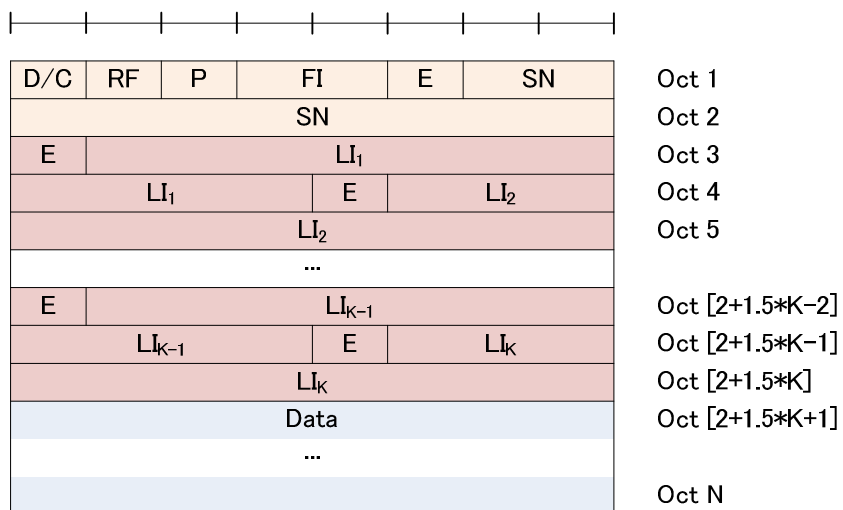 D/C RF P FI E SN Oct 1
SN Oct 2
E LI₁ Oct 3
LI₁ E LI₂ Oct 4
LI₂ Oct 5
...
E LIK−1 Oct [2+1.5*K−2]
LIK−1 E LIK Oct [2+1.5*K−1]
LIK Oct [2+1.5*K]
Data Oct [2+1.5*K+1]
...
Oct N